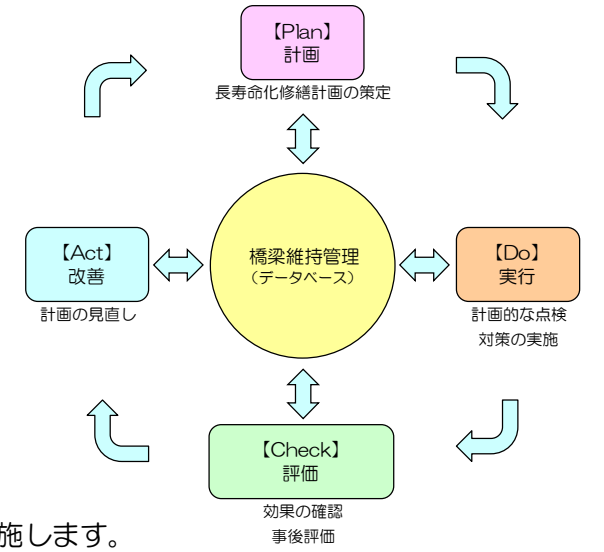 【Plan】
計画
長寿命化修繕計画の策定
【Act】
改善
計画の見直し
橋梁維持管理
（データベース）
【Do】
実行
計画的な点検
対策の実施
【Check】
評価
効果の確認
事後評価
施します。